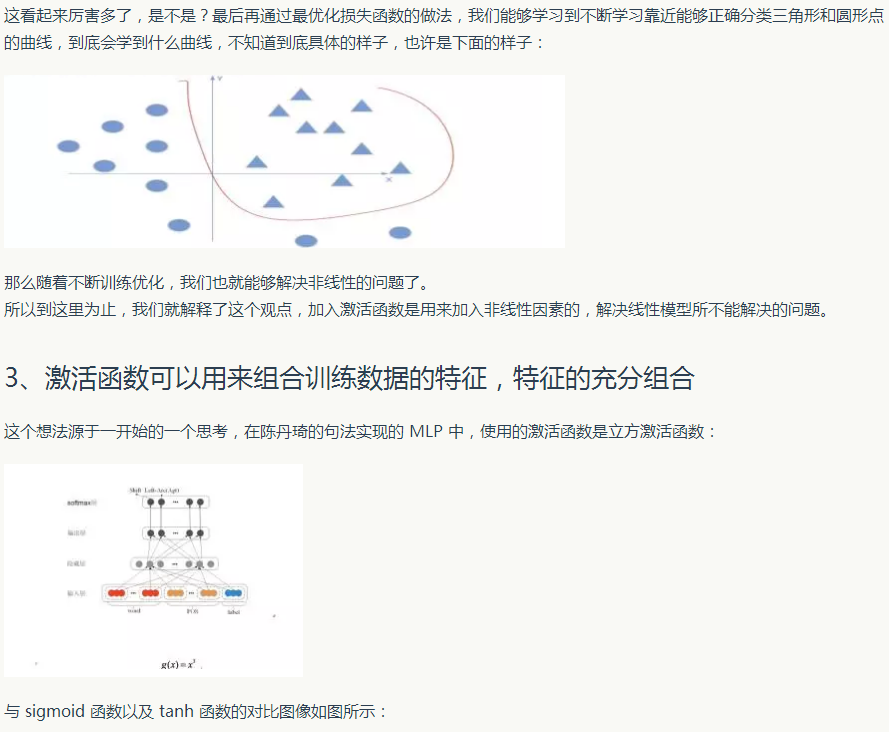 这看起来厉害多了，是不是？最后再通过最优化损失函数的做法，我们能够学习到不断学习靠近能够正确分类三角形和圆形点
的曲线，到底会学到什么曲线，不知道到底具体的样子，也许是下面的样子：
Y
X
那么随着不断训练优化，我们也就能够解决非线性的问题了。
所以到这里为止，我们就解释了这个观点，加入激活函数是用来加入非线性因素的，解决线性模型所不能解决的问题。
3、激活函数可以用来组合训练数据的特征，特征的充分组合
这个想法源于一开始的一个思考，在陈丹琦的句法实现的 MLP 中，使用的激活函数是立方激活函数：
softmax层
输出层
隐藏层
输入层
word
POS
label
g(x) = x³
与 sigmoid 函数以及 tanh 函数的对比图像如图所示：